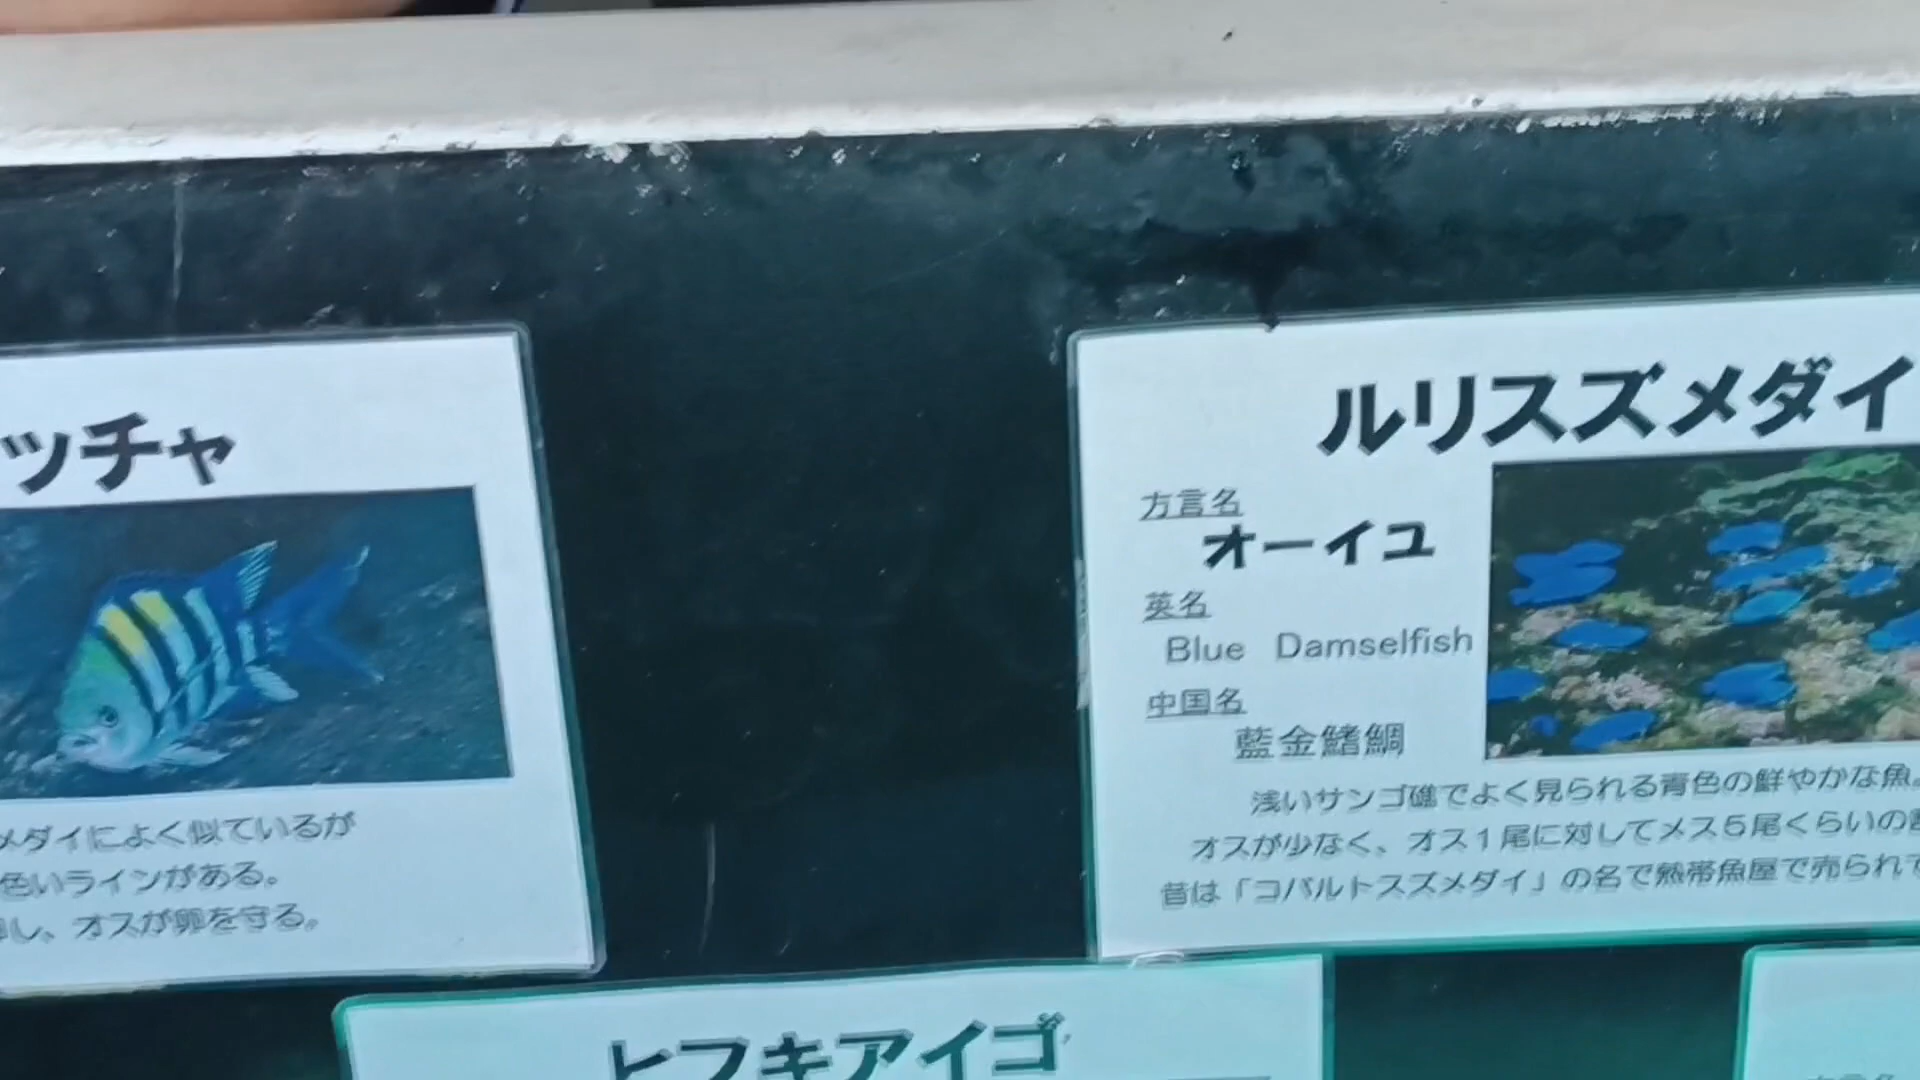 ッチャ
メダイによく似ているが
色いラインがある。
し、オスが卵を守る。
ルリスズメダイ
方言名
オーイユ
英名
Blue Damselfish
中国名
藍金鰭鯛
浅いサンゴ礁でよく見られる青色の鮮やかな魚。
オスが少なく、オス1尾に対してメス5尾くらいの
昔は「コバルトスズメダイ」の名で熱帯魚屋で売られて
ヒフキアイゴ